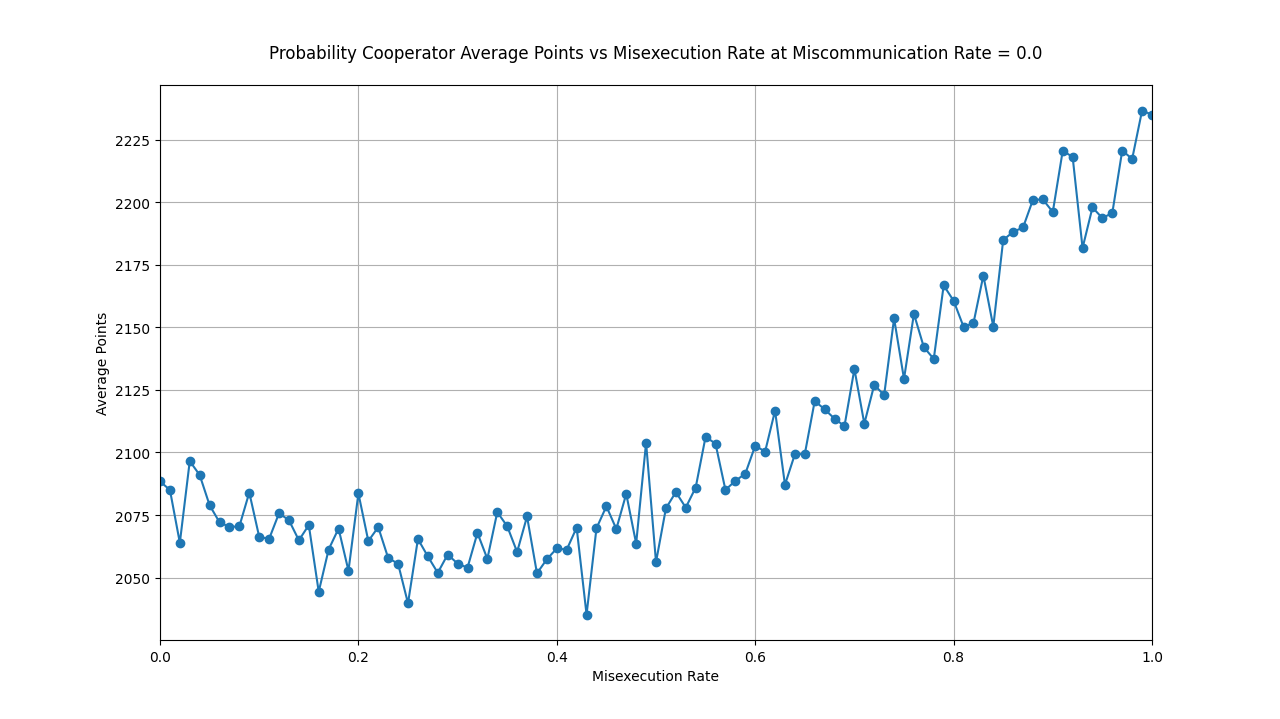 Probability Cooperator Average Points vs Misexecution Rate at Miscommunication Rate = 0.0
2225
2200
2175
2150
2125
2100
2075
2050
Average Points
0.0 0.2 0.4 0.6 0.8 1.0
Misexecution Rate